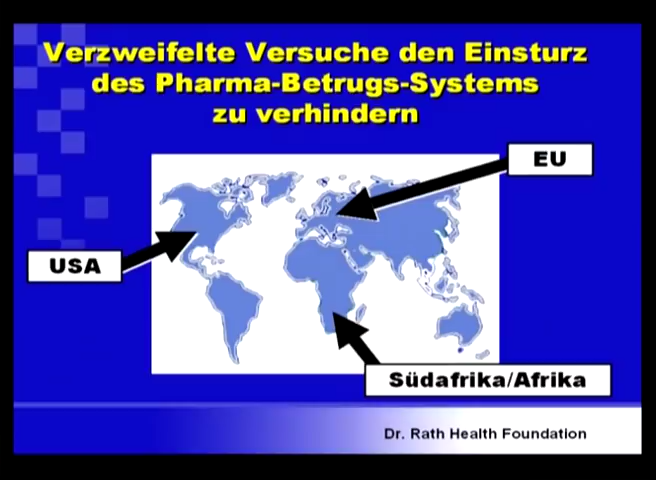 Verzweifelte Versuche den Einsturz
des Pharma-Betrugs-Systems
zu verhindern
EU
USA
Südafrika/Afrika
Dr. Rath Health Foundation